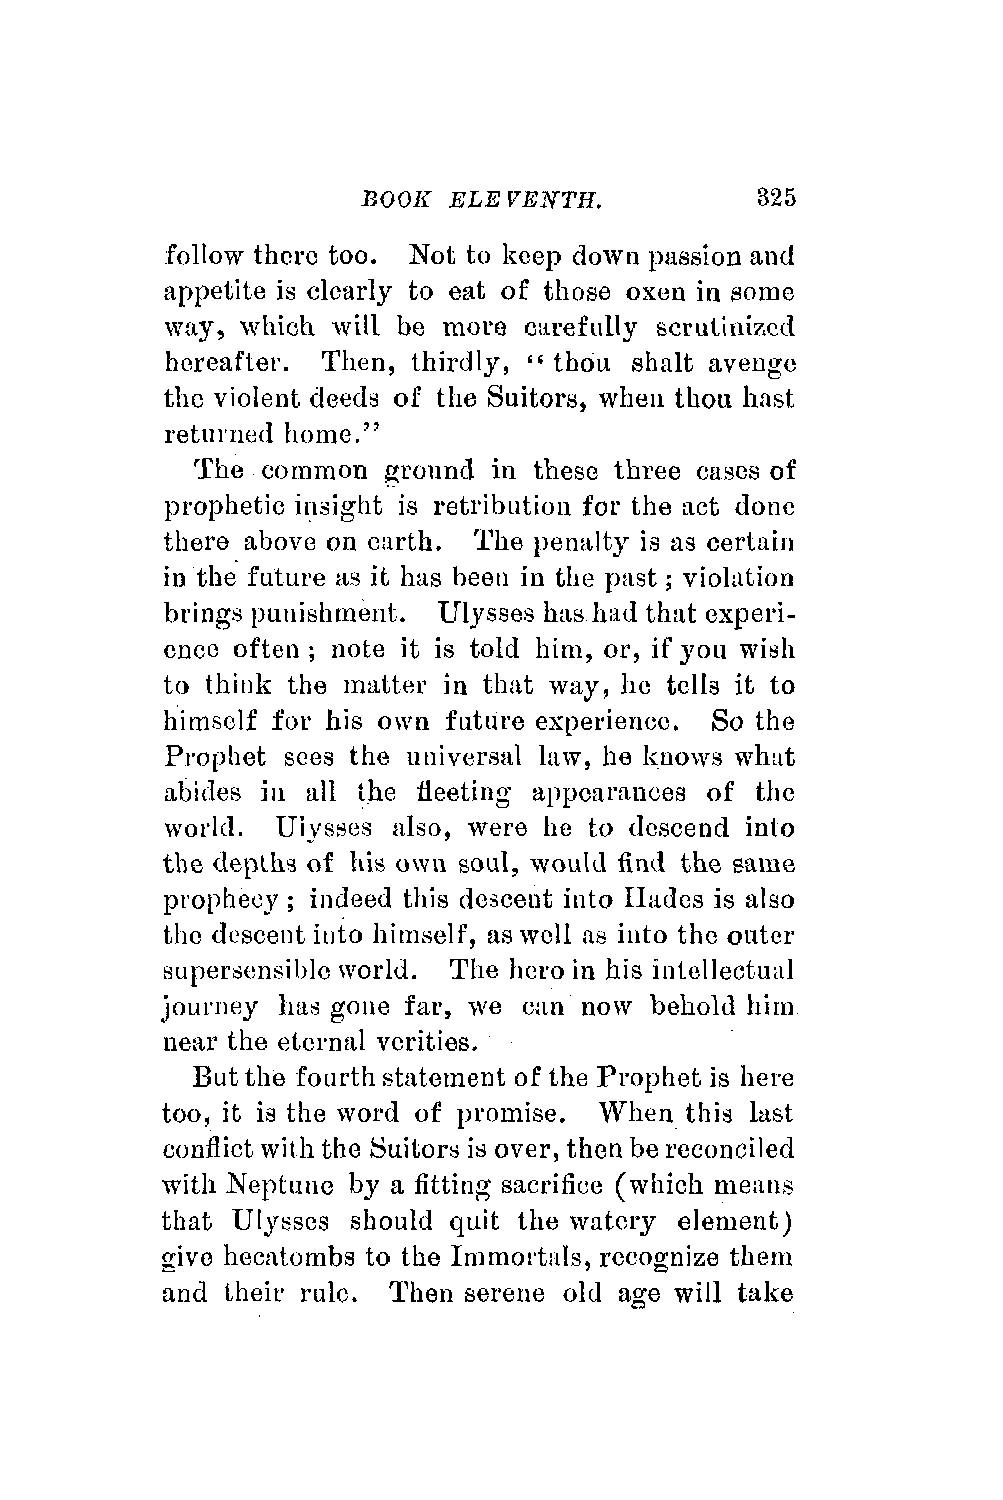 BOOK ELEVENTH. 325
follow there too. Not to keep down passion and
appetite is clearly to eat of those oxen in some
way, which will be more carefully scrutinized
hereafter. Then, thirdly, “ thou shalt avenge
the violent deeds of the Suitors, when thou hast
returned home.”
The common ground in these three cases of
prophetic insight is retribution for the act done
there above on earth. The penalty is as certain
in the future as it has been in the past ; violation
brings punishment. Ulysses has had that experi-
ence often ; note it is told him, or, if you wish
to think the matter in that way, he tells it to
himself for his own future experience. So the
Prophet sees the universal law, he knows what
abides in all the fleeting appearances of the
world. Ulysses also, were he to descend into
the depths of his own soul, would find the same
prophecy ; indeed this descent into Hades is also
the descent into himself, as well as into the outer
supersensible world. The hero in his intellectual
journey has gone far, we can now behold him
near the eternal verities.
But the fourth statement of the Prophet is here
too, it is the word of promise. When this last
conflict with the Suitors is over, then be reconciled
with Neptune by a fitting sacrifice (which means
that Ulysses should quit the watery element)
give hecatombs to the Immortals, recognize them
and their rule. Then serene old age will take